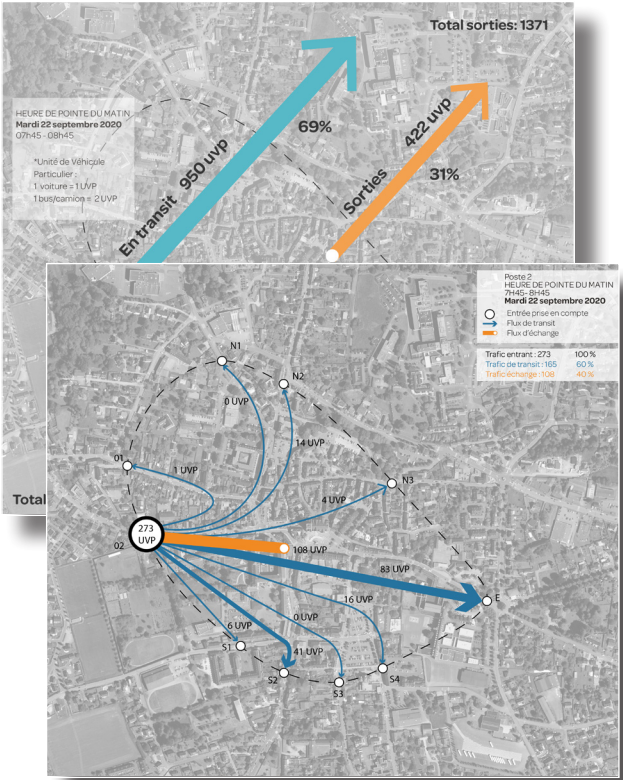 Total sorties: 1371
HEURE DE POINTE DU MATIN
Mardi 22 septembre 2020
07h45 - 08h45
*Unité de Véhicule
Particulier :
1 voiture = 1 UVP
1 bus/camion = 2 UVP
En transit 950 uvp
69%
Sorties 422 uvp
31%
Total
Poste 2
HEURE DE POINTE DU MATIN
7H45- 8H45
Mardi 22 septembre 2020
Entrée prise en compte
Flux de transit
Flux d'échange
Trafic entrant : 273 100 %
Trafic de transit : 165 60 %
Trafic échange : 108 40 %
N1
N2
0 UVP
14 UVP
01
1 UVP
N3
4 UVP
273
UVP
02
108 UVP
83 UVP
E
16 UVP
0 UVP
6 UVP
S1
41 UVP
S2
S3
S4